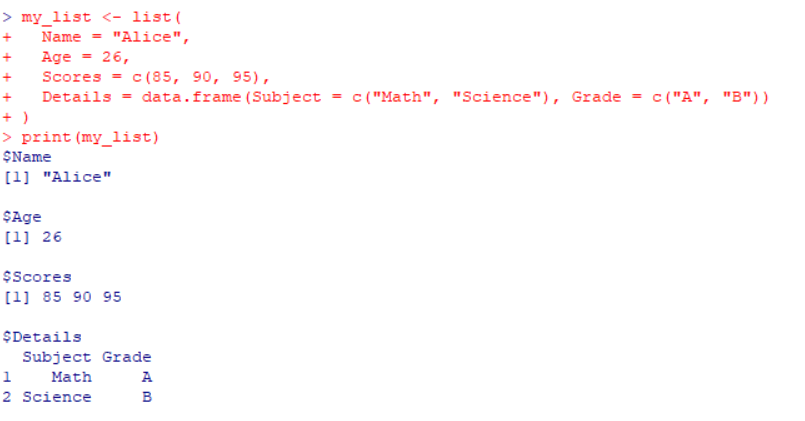 > my_list <- list(
+   Name = "Alice",
+   Age = 26,
+   Scores = c(85, 90, 95),
+   Details = data.frame(Subject = c("Math", "Science"), Grade = c("A", "B"))
+ )
> print(my_list)
$Name
[1] "Alice"

$Age
[1] 26

$Scores
[1] 85 90 95

$Details
  Subject Grade
1    Math     A
2 Science     B